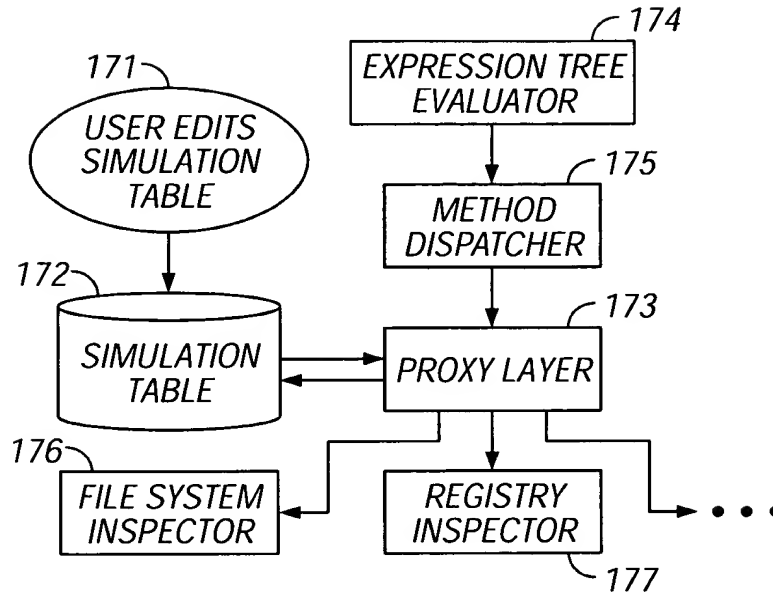 174
171
EXPRESSION TREE
EVALUATOR
USER EDITS
SIMULATION
TABLE
175
METHOD
DISPATCHER
172
173
SIMULATION
TABLE
PROXY LAYER
176
FILE SYSTEM
INSPECTOR
REGISTRY
INSPECTOR
177